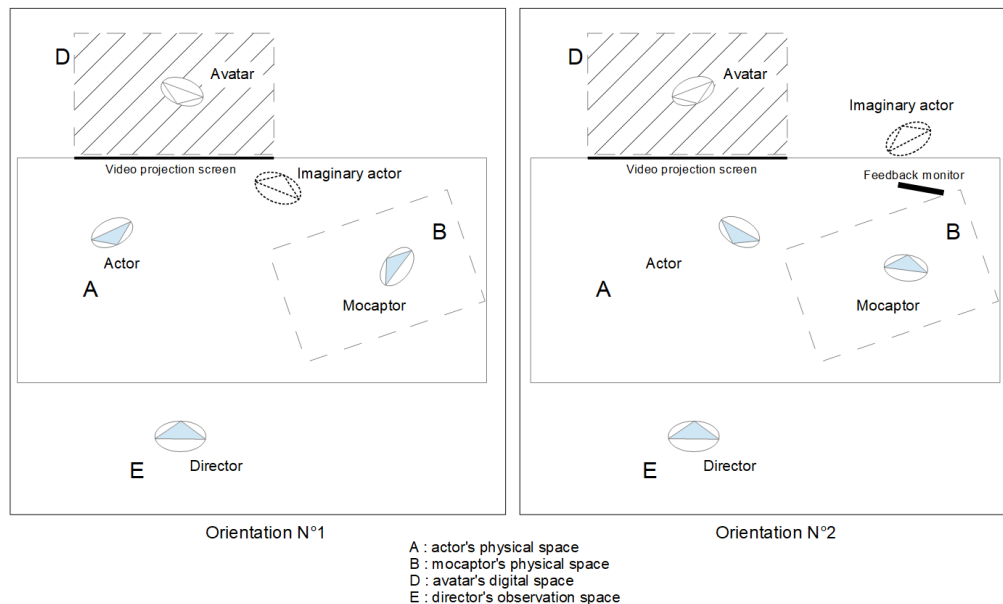 D
Avatar
Video projection screen
Imaginary actor
B
Actor
A
Mocaptor
E
Director
Orientation N°1
D
Avatar
Imaginary actor
Video projection screen
Feedback monitor
B
Actor
A
Mocaptor
E
Director
Orientation N°2
A : actor's physical space
B : mocaptor's physical space
D : avatar's digital space
E : director's observation space